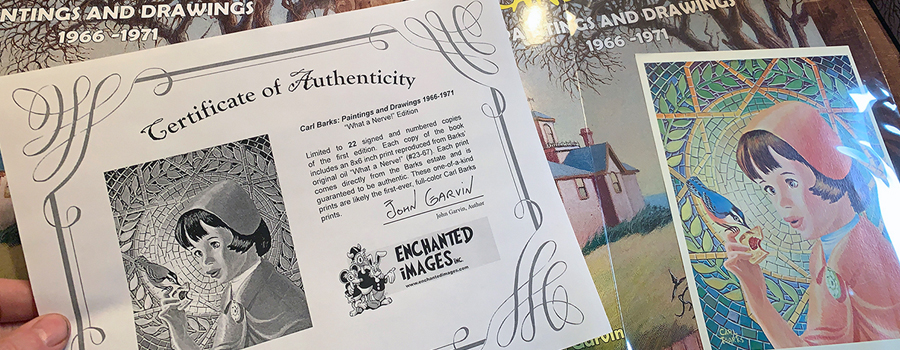 NTINGS AND DRAWINGS
1966 -1971
Certificate of Authenticity
Carl Barks: Paintings and Drawings 1966-1971
"What a Nerve!" Edition
Limited to 22 signed and numbered copies
of the first edition. Each copy of the book
includes an 8x6 inch print reproduced from Barks'
original oil "What a Nerve!" (#23.67). Each print
comes directly from the Barks estate and is
guaranteed to be authentic. These one-of-a-kind
prints are likely the first-ever, full-color Carl Barks
prints.
JOHN GARVIN
John Garvin, Author
ENCHANTED
IMAGES INC.
www.enchantedimages.com
AINTINGS AND DRAWINGS
1966 -1971
Garvin
CARL
BARKS